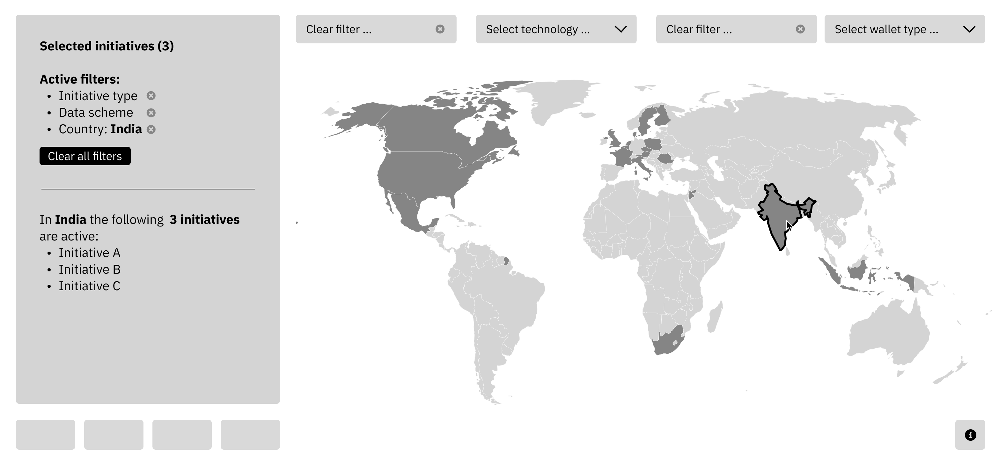 Selected initiatives (3)
Active filters:
• Initiative type
• Data scheme
• Country: India
Clear all filters
In India the following 3 initiatives
are active:
• Initiative A
• Initiative B
• Initiative C
Clear filter ...
Select technology ...
Clear filter ...
Select wallet type ...